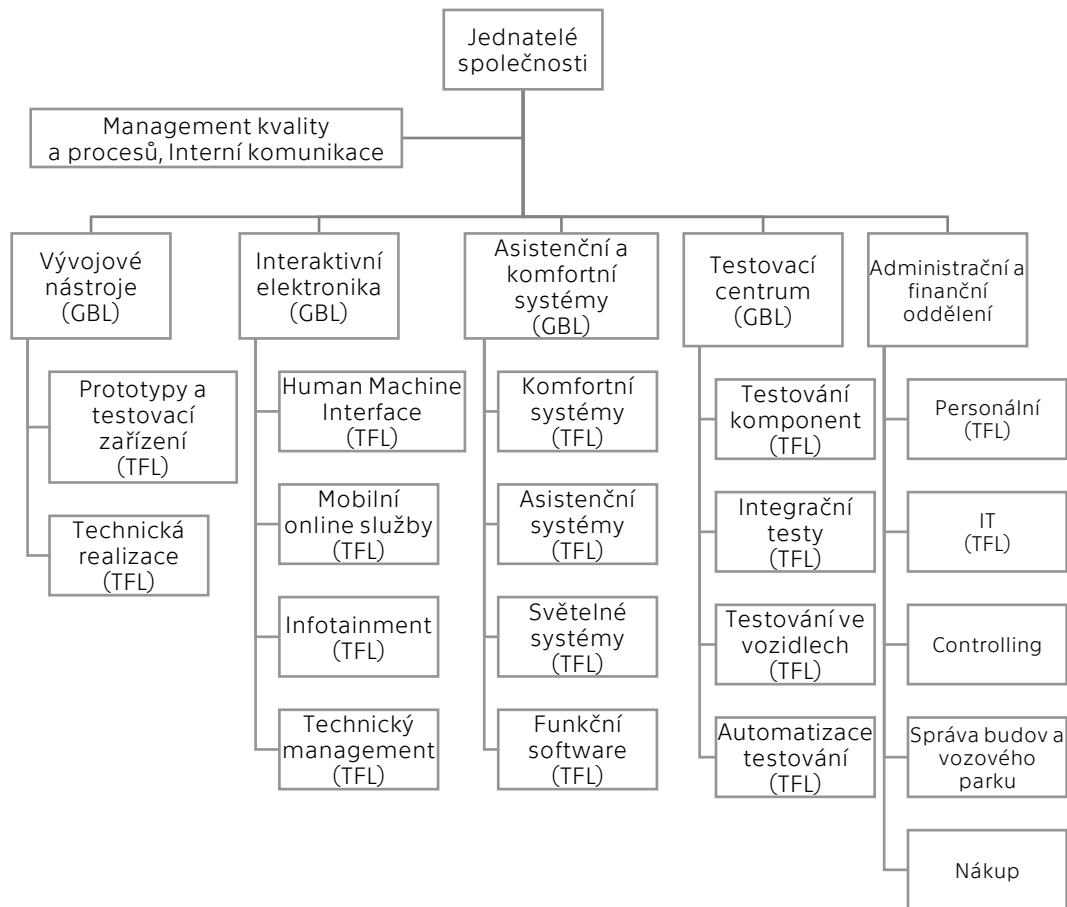 Jednatelé
společnosti
Management kvality
a procesů, Interní komunikace
Vývojové
nástroje
(GBL)
Prototypy a
testovací
zařízení
(TFL)
Technická
realizace
(TFL)
Interaktivní
elektronika
(GBL)
Human Machine
Interface
(TFL)
Mobilní
online služby
(TFL)
Infotainment
(TFL)
Technický
management
(TFL)
Asistenční a
komfortní
systémy
(GBL)
Komfortní
systémy
(TFL)
Asistenční
systémy
(TFL)
Světelné
systémy
(TFL)
Funkční
software
(TFL)
Testovací
centrum
(GBL)
Testování
komponent
(TFL)
Integrační
testy
(TFL)
Testování ve
vozidlech
(TFL)
Automatizace
testování
(TFL)
Administrační a
finanční
oddělení
Personální
(TFL)
IT
(TFL)
Controlling
Správa budov a
vozového
parku
Nákup